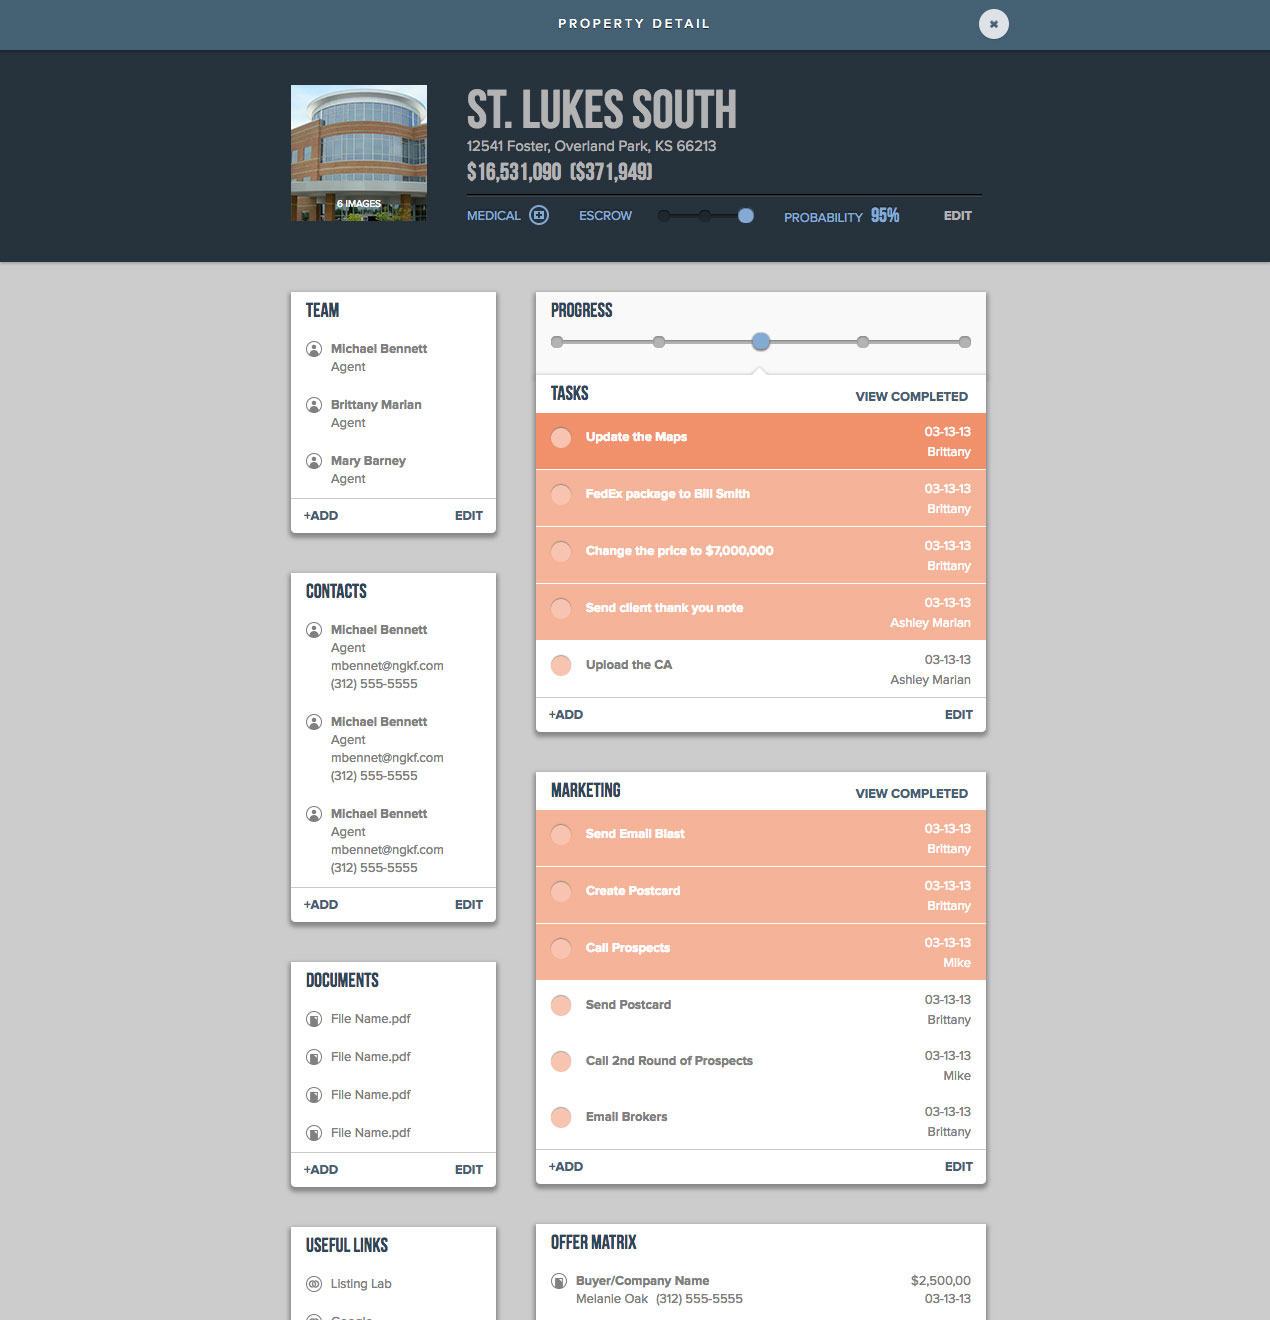 PROPERTY DETAIL
6 IMAGES
ST. LUKES SOUTH
12541 Foster, Overland Park, KS 66213
$16,531,090 ($371,949)
MEDICAL ESCROW PROBABILITY 95% EDIT
TEAM
Michael Bennett
Agent
Brittany Marian
Agent
Mary Barney
Agent
+ADD EDIT
CONTACTS
Michael Bennett
Agent
mbennet@ngkf.com
(312) 555-5555
Michael Bennett
Agent
mbennet@ngkf.com
(312) 555-5555
Michael Bennett
Agent
mbennet@ngkf.com
(312) 555-5555
+ADD EDIT
DOCUMENTS
File Name.pdf
File Name.pdf
File Name.pdf
File Name.pdf
+ADD EDIT
USEFUL LINKS
Listing Lab
Google
PROGRESS
TASKS VIEW COMPLETED
Update the Maps 03-13-13
Brittany
FedEx package to Bill Smith 03-13-13
Brittany
Change the price to $7,000,000 03-13-13
Brittany
Send client thank you note 03-13-13
Ashley Marian
Upload the CA 03-13-13
Ashley Marian
+ADD EDIT
MARKETING VIEW COMPLETED
Send Email Blast 03-13-13
Brittany
Create Postcard 03-13-13
Brittany
Call Prospects 03-13-13
Mike
Send Postcard 03-13-13
Brittany
Call 2nd Round of Prospects 03-13-13
Mike
Email Brokers 03-13-13
Brittany
+ADD EDIT
OFFER MATRIX
Buyer/Company Name $2,500,00
Melanie Oak (312) 555-5555 03-13-13